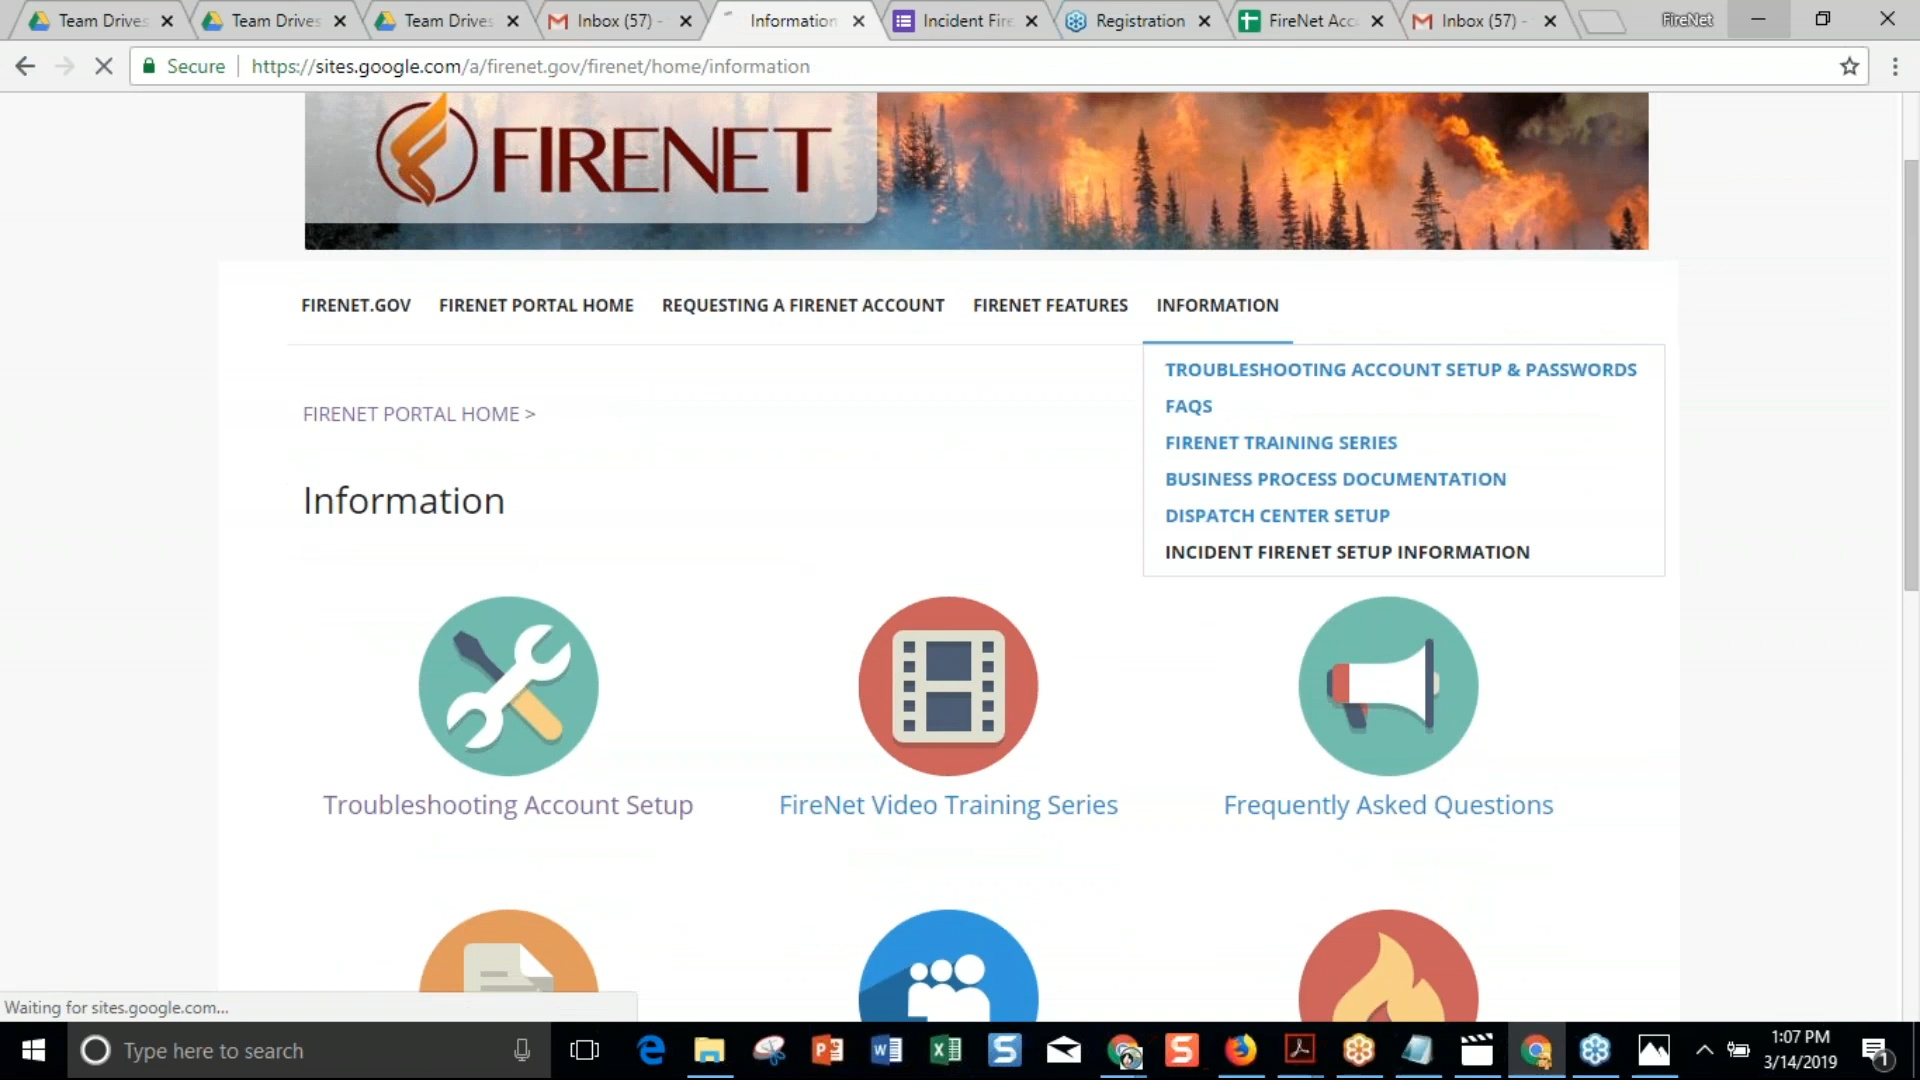 Team Drives
Team Drives
Team Drives
Inbox (57) -
Information
Incident Fire
Registration
FireNet Acc
Inbox (57) -
FireNet
Secure
https://sites.google.com/a/firenet.gov/firenet/home/information
FIRENET
FIRENET.GOV
FIRENET PORTAL HOME
REQUESTING A FIRENET ACCOUNT
FIRENET FEATURES
INFORMATION
TROUBLESHOOTING ACCOUNT SETUP & PASSWORDS
FAQS
FIRENET TRAINING SERIES
BUSINESS PROCESS DOCUMENTATION
DISPATCH CENTER SETUP
INCIDENT FIRENET SETUP INFORMATION
FIRENET PORTAL HOME >
Information
Troubleshooting Account Setup
FireNet Video Training Series
Frequently Asked Questions
Waiting for sites.google.com...
Type here to search
1:07 PM
3/14/2019
1